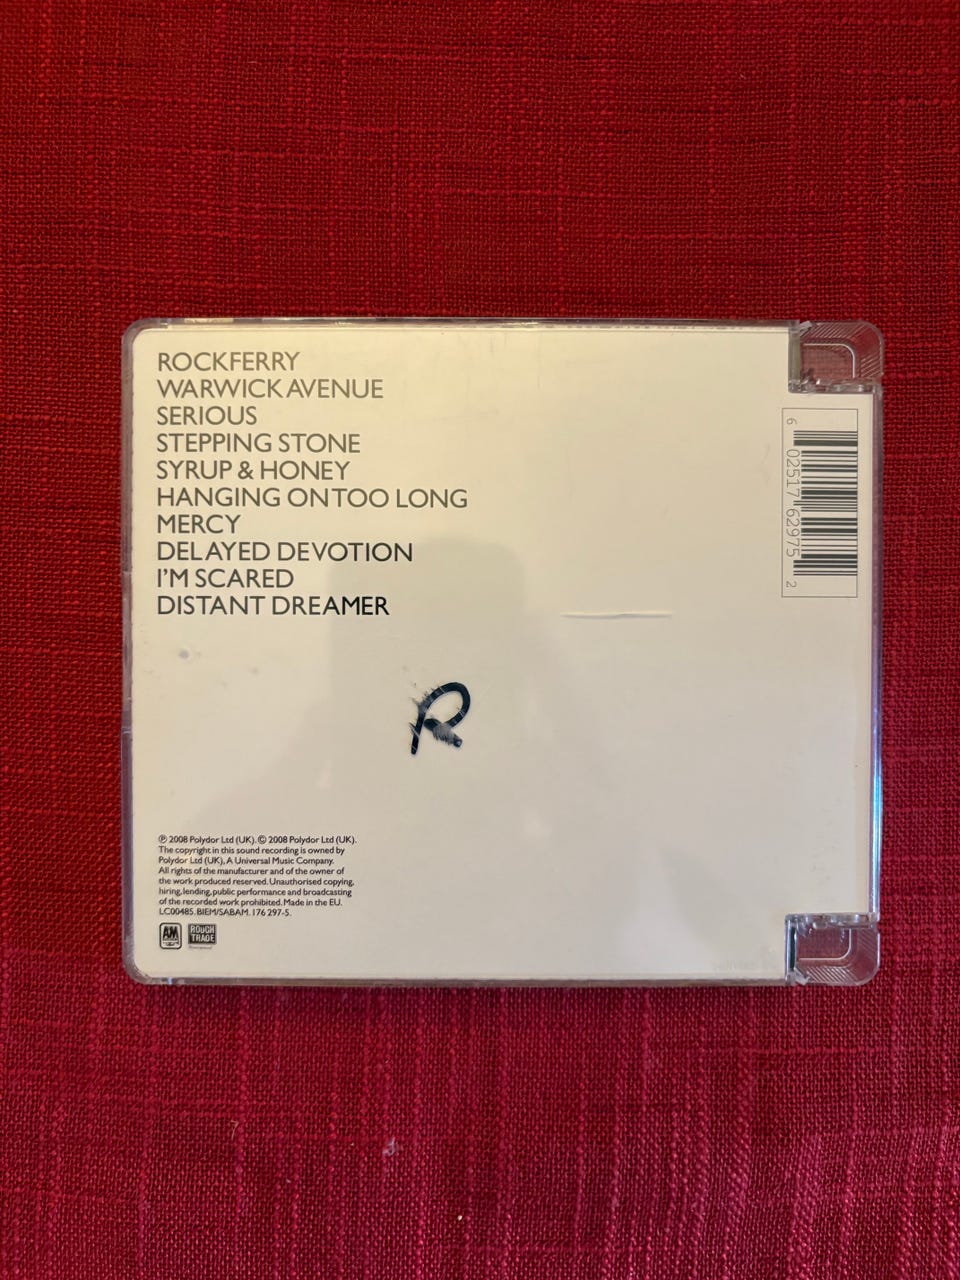 ROCKFERRY
WARWICK AVENUE
SERIOUS
STEPPING STONE
SYRUP & HONEY
HANGING ON TOO LONG
MERCY
DELAYED DEVOTION
I'M SCARED
DISTANT DREAMER
6 02517 62975 2
R
℗ 2008 Polydor Ltd (UK). © 2008 Polydor Ltd (UK).
The copyright in this sound recording is owned by
Polydor Ltd (UK), A Universal Music Company.
All rights of the manufacturer and of the owner of
the work produced reserved. Unauthorised copying,
hiring, lending, public performance and broadcasting
of the recorded work prohibited. Made in the EU.
LC00485. BIEM/SABAM. 176 297-5.
AM
ROUGH
TRADE